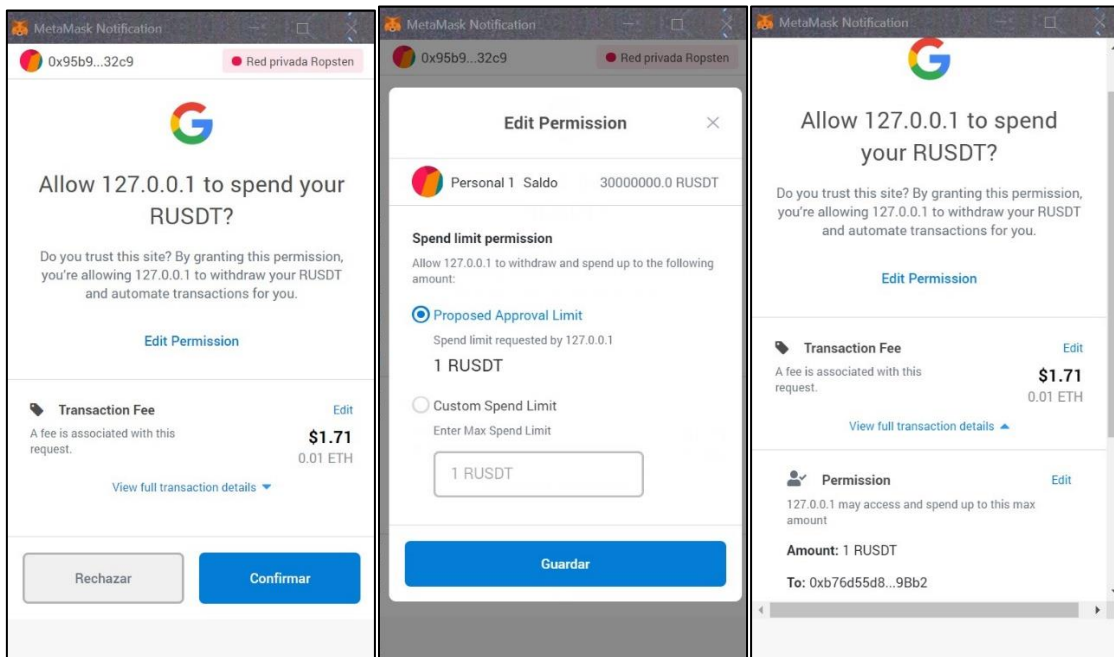 MetaMask Notification
0x95b9...32c9
Red privada Ropsten
Allow 127.0.0.1 to spend your
RUSDT?
Do you trust this site? By granting this permission,
you're allowing 127.0.0.1 to withdraw your RUSDT
and automate transactions for you.
Edit Permission
Transaction Fee
Edit
A fee is associated with this
request.
$1.71
0.01 ETH
View full transaction details
Rechazar
Confirmar
MetaMask Notification
0x95b9...32c9
Red privada Ropsten
Edit Permission
Personal 1 Saldo
30000000.0 RUSDT
Spend limit permission
Allow 127.0.0.1 to withdraw and spend up to the following
amount:
Proposed Approval Limit
Spend limit requested by 127.0.0.1
1 RUSDT
Custom Spend Limit
Enter Max Spend Limit
1 RUSDT
Guardar
MetaMask Notification
Allow 127.0.0.1 to spend
your RUSDT?
Do you trust this site? By granting this permission,
you're allowing 127.0.0.1 to withdraw your RUSDT
and automate transactions for you.
Edit Permission
Transaction Fee
Edit
A fee is associated with this
request.
$1.71
0.01 ETH
View full transaction details
Permission
Edit
127.0.0.1 may access and spend up to this max
amount
Amount: 1 RUSDT
To: 0xb76d55d8...9Bb2